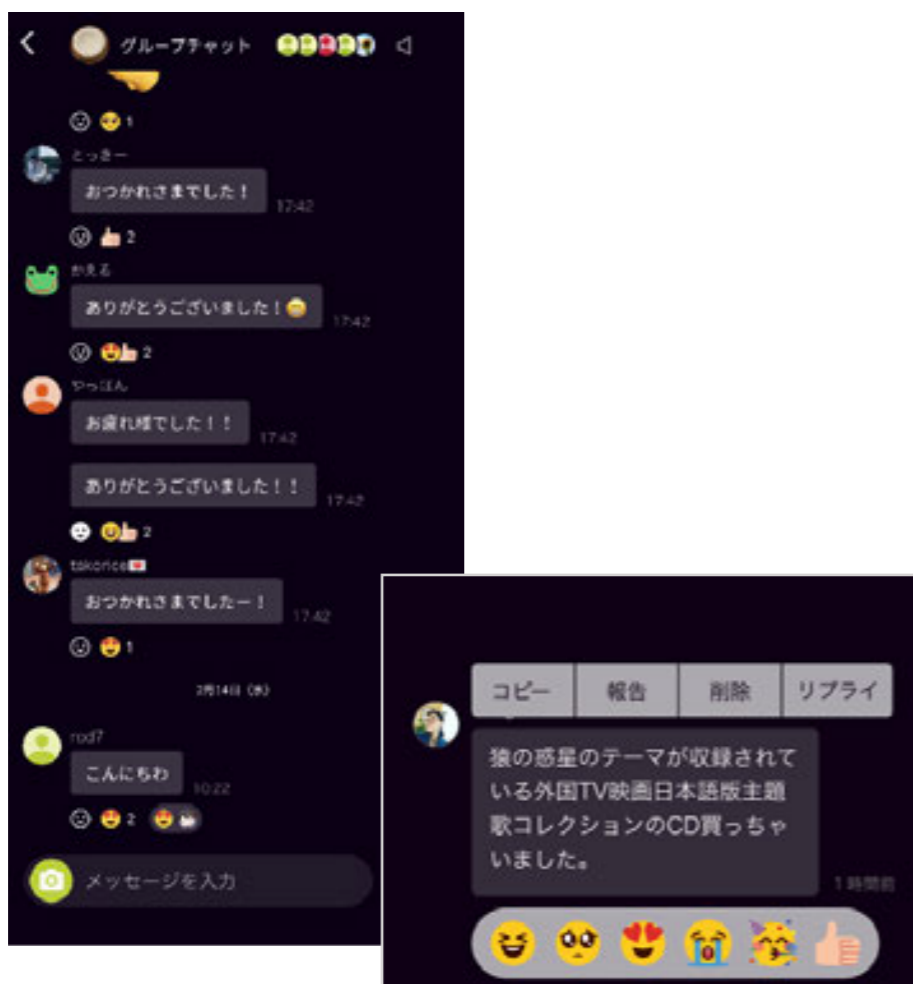 グループチャット
1
とっきー
おつかれさまでした！
17:42
2
かえる
ありがとうございました！
17:42
2
やっほん
お疲れ様でした！！
17:42
ありがとうございました！！
17:42
2
takorice
おつかれさまでしたー！
17:42
1
2月14日（水）
rod7
こんにちわ
10:22
2
メッセージを入力
コピー
報告
削除
リプライ
猿の惑星のテーマが収録されて
いる外国TV映画日本語版主題
歌コレクションのCD買っちゃ
いました。
1時間前